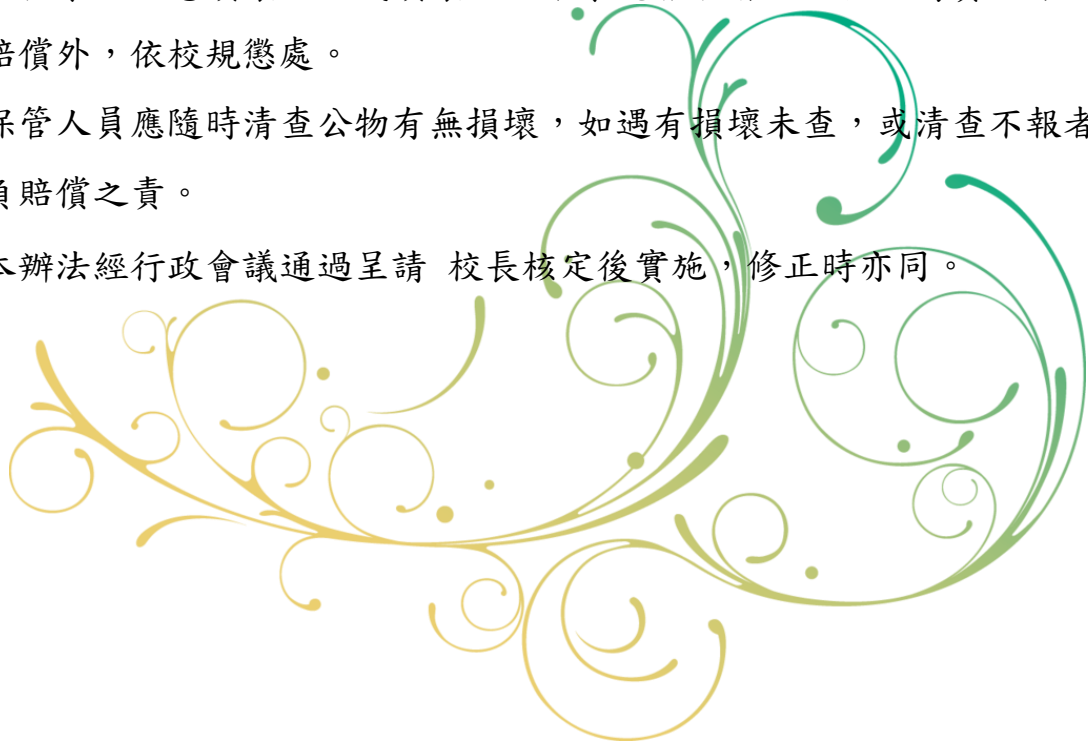 賠償外,依校規懲處。
保管人員應隨時清查公物有無損壞,如遇有損壞未查,或清查不報者
負賠償之責。
本辦法經行政會議通過呈請 校長核定後實施,修正時亦同。